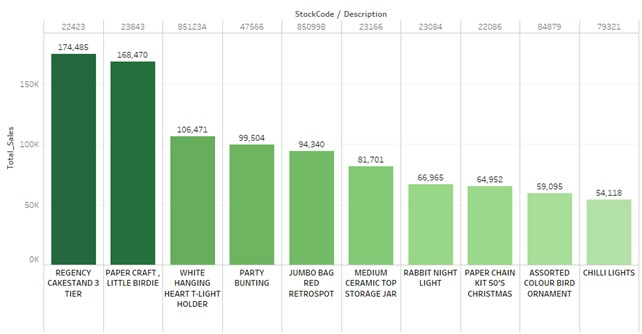 StockCode / Description
22423 23843 85123A 47566 85099B 23166 23084 22086 84879 79321
174,485
168,470
106,471
99,504
94,340
81,701
66,965
64,952
59,095
54,118
Total_Sales
150K
100K
50K
0K
REGENCY
CAKESTAND 3
TIER
PAPER CRAFT ,
LITTLE BIRDIE
WHITE
HANGING
HEART T-LIGHT
HOLDER
PARTY
BUNTING
JUMBO BAG
RED
RETROSPOT
MEDIUM
CERAMIC TOP
STORAGE JAR
RABBIT NIGHT
LIGHT
PAPER CHAIN
KIT 50'S
CHRISTMAS
ASSORTED
COLOUR BIRD
ORNAMENT
CHILLI LIGHTS